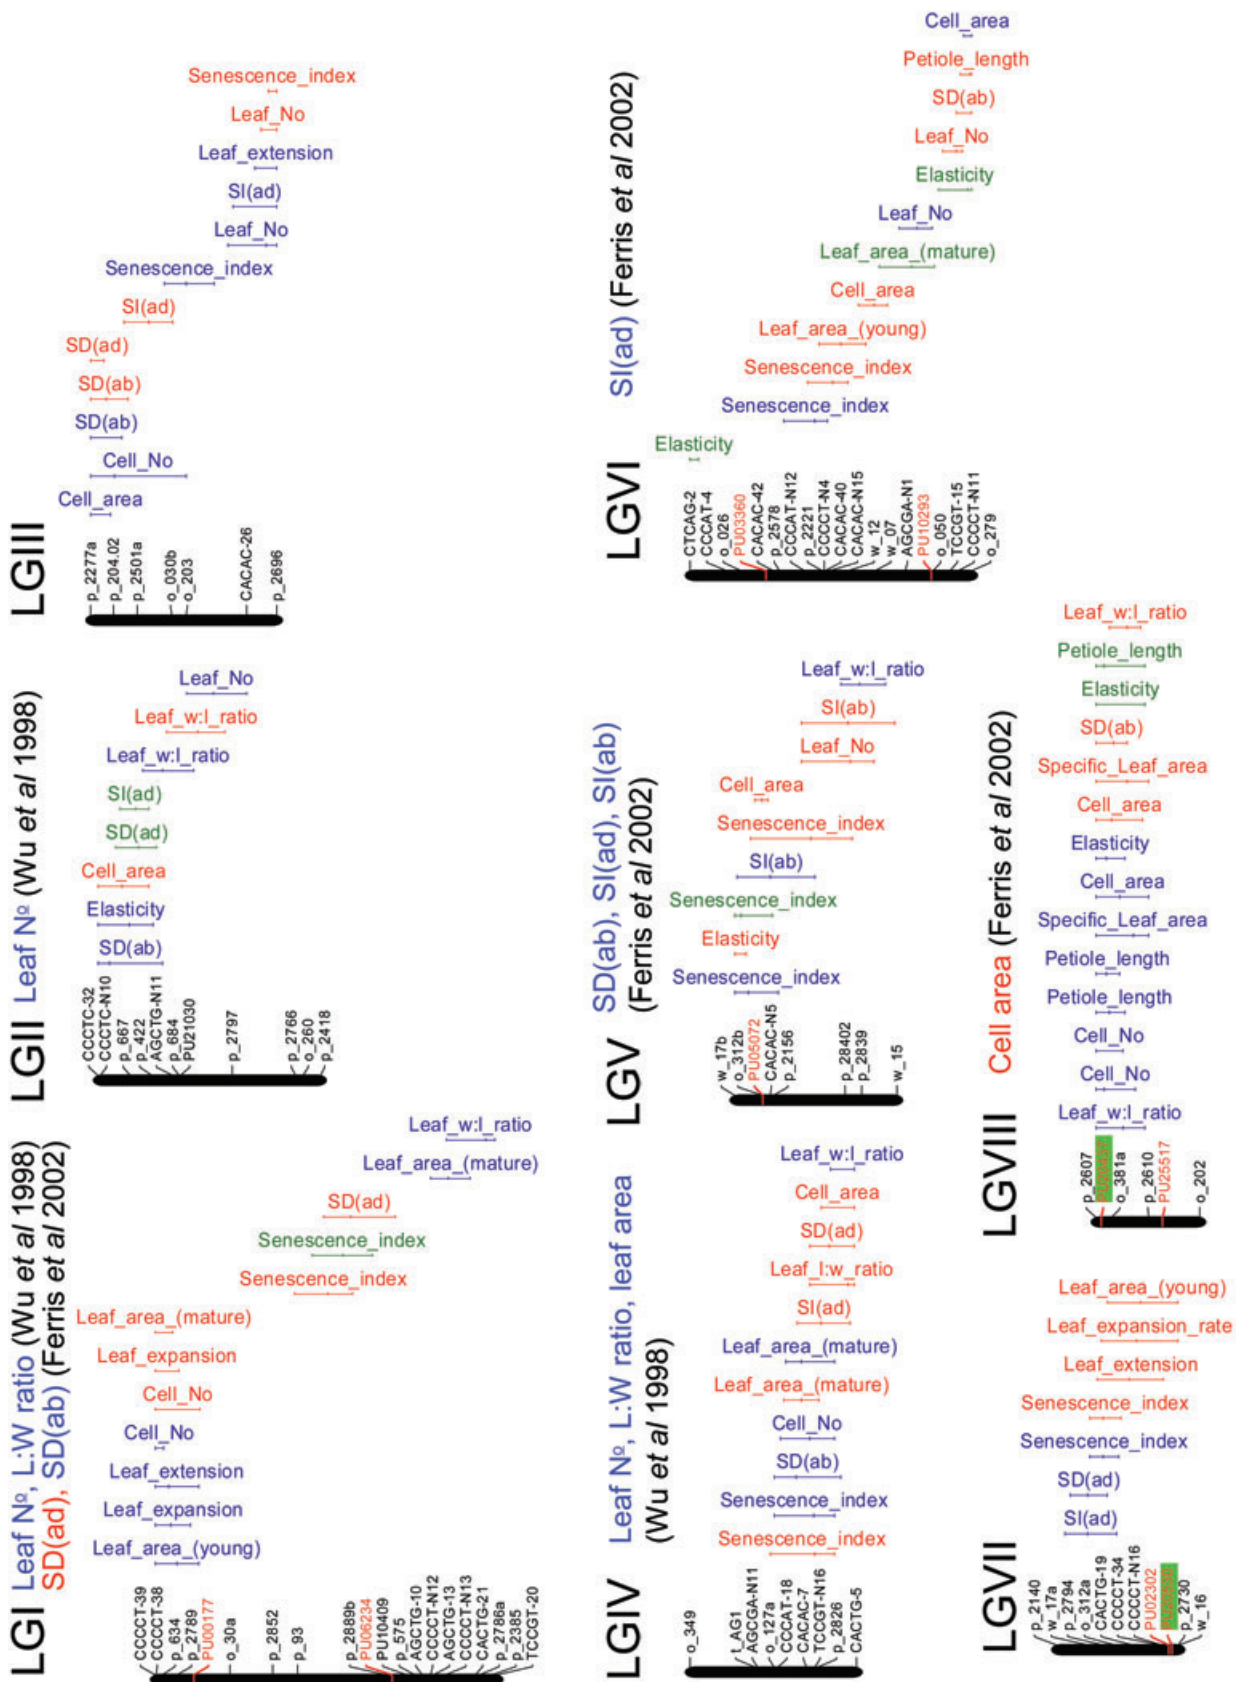 LGI Leaf Nº, L:W ratio (Wu et al 1998)
SD(ad), SD(ab) (Ferris et al 2002)
CCCCT-39
CCCCT-38
p_634
p_2789
PU00177
o_30a
p_2852
p_93
p_2889b
PU06234
PU10409
p_575
AGCTG-10
CCCCT-N12
AGCTG-13
CCCCT-N13
CACTG-21
p_2786a
p_2385
TCCGT-20
Leaf_area_(young)
Leaf_expansion
Leaf_extension
Cell_No
Cell_No
Leaf_expansion
Leaf_area_(mature)
Senescence_index
Senescence_index
SD(ad)
Leaf_area_(mature)
Leaf_w:l_ratio
LGII Leaf Nº (Wu et al 1998)
CCCTC-32
CCCTC-N10
p_667
p_422
AGCTG-N11
p_684
PU21030
p_2797
p_2766
o_260
p_2418
SD(ab)
Elasticity
Cell_area
SD(ad)
SI(ad)
Leaf_w:l_ratio
Leaf_w:l_ratio
Leaf_No
LGIII
p_2277a
p_204.02
p_2501a
o_030b
o_203
CACAC-26
p_2696
Cell_area
Cell_No
SD(ab)
SD(ab)
SD(ad)
SI(ad)
Senescence_index
Leaf_No
SI(ad)
Leaf_extension
Leaf_No
Senescence_index
LGIV Leaf Nº, L:W ratio, leaf area
(Wu et al 1998)
o_349
AGCGA-N11
o_127a
CCCAT-18
CACAC-7
TCCGT-N16
p_2826
CACTG-5
Senescence_index
Senescence_index
SD(ab)
Cell_No
Leaf_area_(mature)
Leaf_area_(mature)
SI(ad)
Leaf_l:w_ratio
SD(ad)
Cell_area
Leaf_w:l_ratio
LGV SD(ab), SI(ad), SI(ab)
(Ferris et al 2002)
w_17b
o_312b
PU05072
CACAC-N5
p_2156
p_28402
p_2839
w_15
Senescence_index
Elasticity
Senescence_index
SI(ab)
Senescence_index
Cell_area
Leaf_No
SI(ab)
Leaf_w:l_ratio
LGVI SI(ad) (Ferris et al 2002)
CTCAG-2
CCCAT-4
o_026
PU03360
CACAC-42
p_2578
CCCAT-N12
p_2221
CCCCT-N4
CACAC-40
CACAC-N15
w_12
w_07
AGCGA-N1
PU10293
o_050
TCCGT-15
CCCCT-N11
o_279
Elasticity
Senescence_index
Senescence_index
Leaf_area_(young)
Cell_area
Leaf_area_(mature)
Leaf_No
Elasticity
Leaf_No
SD(ab)
Petiole_length
Cell_area
LGVII
p_2140
w_17a
p_2794
o_312a
CACTG-19
CCCCT-34
CCCCT-N16
PU02302
p_2730
w_16
SI(ad)
SD(ad)
Senescence_index
Senescence_index
Leaf_extension
Leaf_expansion_rate
Leaf_area_(young)
LGVIII Cell area (Ferris et al 2002)
p_2607
o_381a
p_2610
PU25517
o_202
Leaf_w:l_ratio
Cell_No
Cell_No
Petiole_length
Petiole_length
Specific_Leaf_area
Cell_area
Elasticity
Cell_area
Specific_Leaf_area
SD(ab)
Elasticity
Petiole_length
Leaf_w:l_ratio